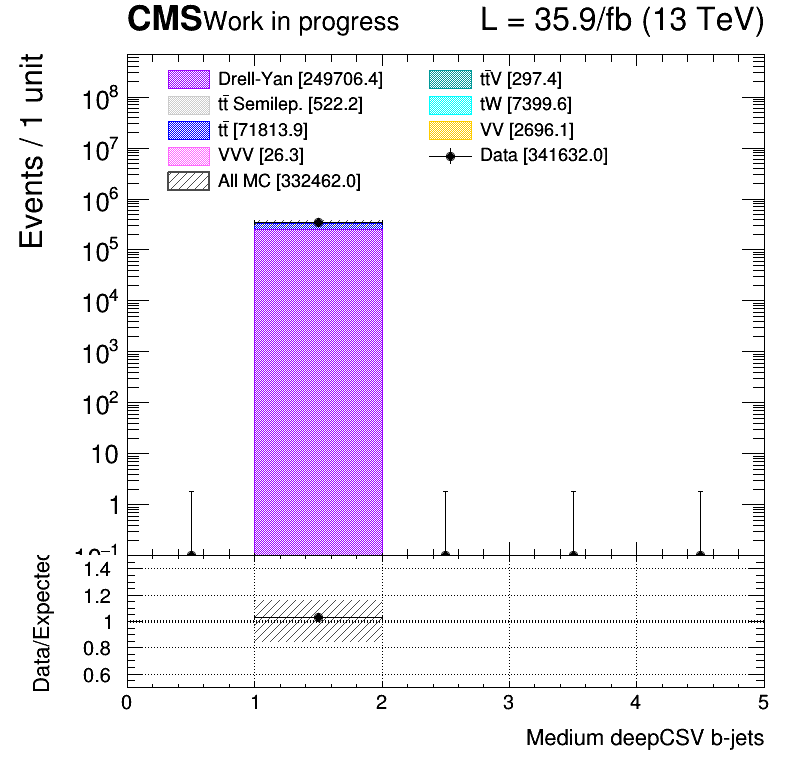 CMS Work in progress L = 35.9/fb (13 TeV)
Events / 1 unit
Drell-Yan [249706.4] tt̄V [297.4]
tt̄ Semilep. [522.2] tW [7399.6]
tt̄ [71813.9] VV [2696.1]
VVV [26.3] Data [341632.0]
All MC [332462.0]
10⁸
10⁷
10⁶
10⁵
10⁴
10³
10²
10
1
10⁻¹
Data/Expected
1.4
1.2
1
0.8
0.6
0 1 2 3 4 5
Medium deepCSV b-jets